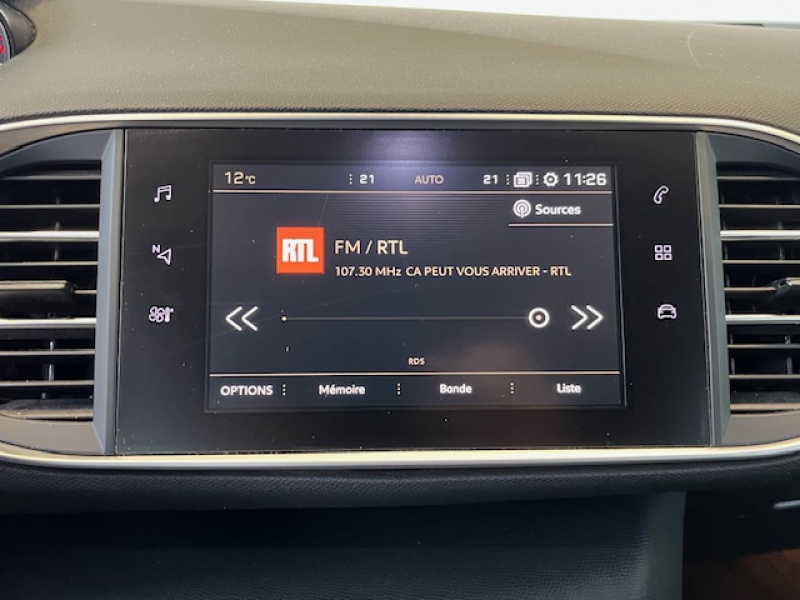 12°C 21 AUTO 21 11:26
Sources
RTL
FM / RTL
107.30 MHz CA PEUT VOUS ARRIVER - RTL
N
RDS
OPTIONS Mémoire Bande Liste